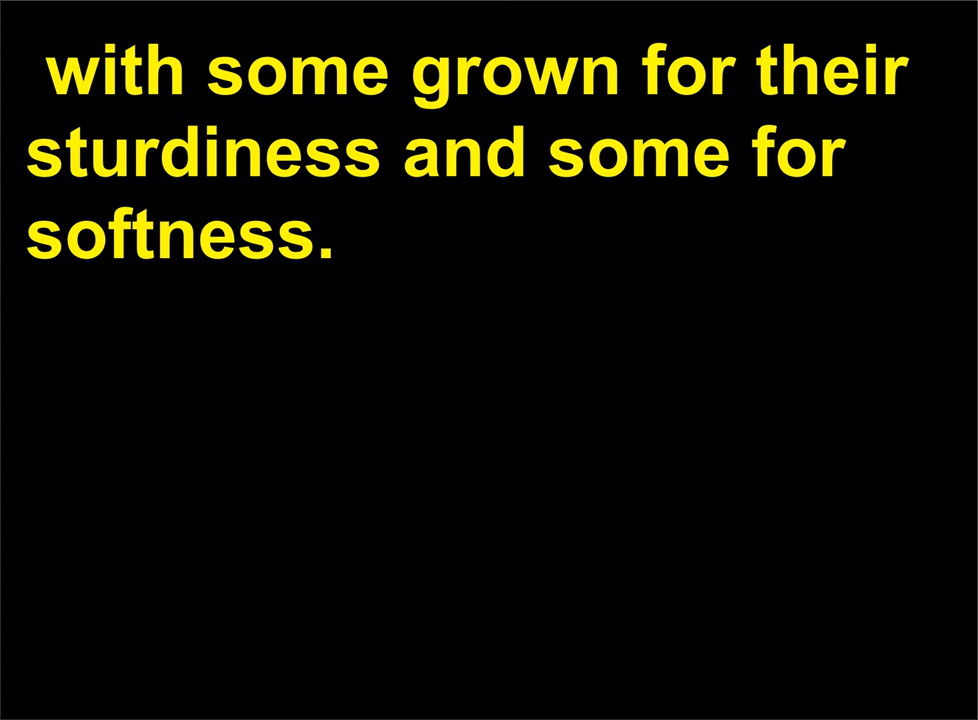 with some grown for their
sturdiness and some for
softness.